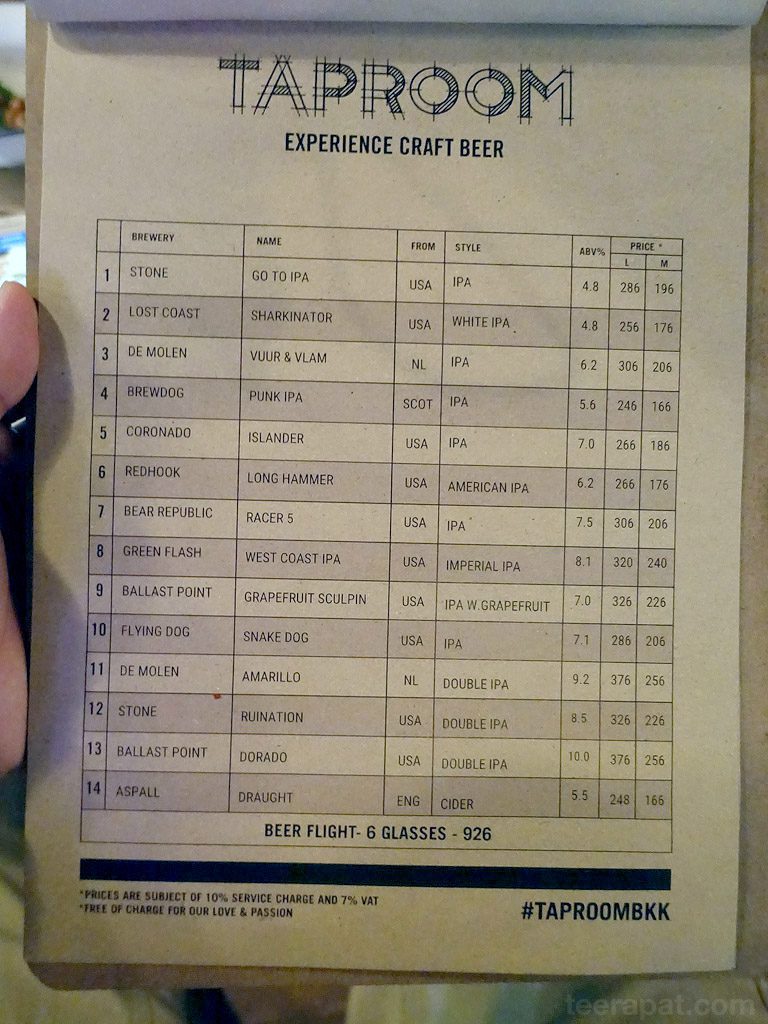 TAPROOM
EXPERIENCE CRAFT BEER
BREWERY NAME FROM STYLE ABV% PRICE *
L M
1 STONE GO TO IPA USA IPA 4.8 286 196
2 LOST COAST SHARKINATOR USA WHITE IPA 4.8 256 176
3 DE MOLEN VUUR & VLAM NL IPA 6.2 306 206
4 BREWDOG PUNK IPA SCOT IPA 5.6 246 166
5 CORONADO ISLANDER USA IPA 7.0 266 186
6 REDHOOK LONG HAMMER USA AMERICAN IPA 6.2 266 176
7 BEAR REPUBLIC RACER 5 USA IPA 7.5 306 206
8 GREEN FLASH WEST COAST IPA USA IMPERIAL IPA 8.1 320 240
9 BALLAST POINT GRAPEFRUIT SCULPIN USA IPA W.GRAPEFRUIT 7.0 326 226
10 FLYING DOG SNAKE DOG USA IPA 7.1 286 206
11 DE MOLEN AMARILLO NL DOUBLE IPA 9.2 376 256
12 STONE RUINATION USA DOUBLE IPA 8.5 326 226
13 BALLAST POINT DORADO USA DOUBLE IPA 10.0 376 256
14 ASPALL DRAUGHT ENG CIDER 5.5 248 166
BEER FLIGHT- 6 GLASSES - 926
*PRICES ARE SUBJECT OF 10% SERVICE CHARGE AND 7% VAT
*FREE OF CHARGE FOR OUR LOVE & PASSION
#TAPROOMBKK
teerapat.com